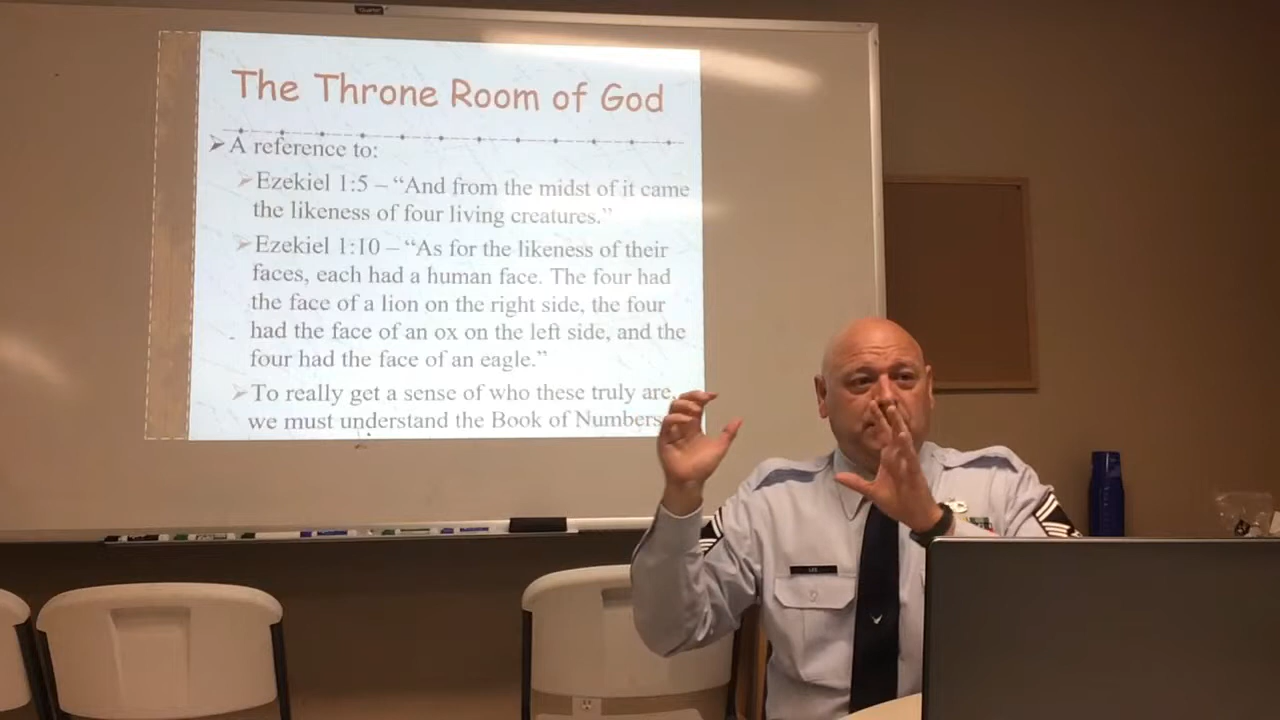 The Throne Room of God
➢A reference to:
➢Ezekiel 1:5 – “And from the midst of it came
the likeness of four living creatures.”
➢Ezekiel 1:10 – “As for the likeness of their
faces, each had a human face. The four had
the face of a lion on the right side, the four
had the face of an ox on the left side, and the
four had the face of an eagle.”
➢To really get a sense of who these truly are,
we must understand the Book of Numbers
LEE